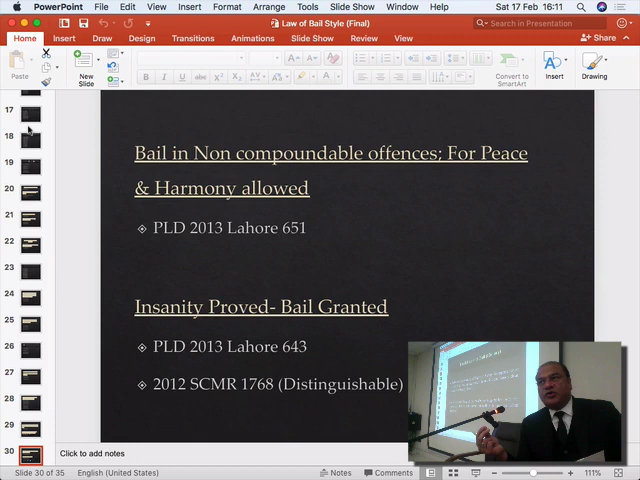 PowerPoint File Edit View Insert Format Arrange Tools Slide Show Window Help Sat 17 Feb 16:11
Law of Bail Style (Final)
Search in Presentation
Home Insert Draw Design Transitions Animations Slide Show Review View Share
Paste New Slide Convert to SmartArt Insert Drawing
B I U abe X² X₂ AV Aa A
17
18
19
20
21
22
23
24
25
26
27
28
29
30
Bail in Non compoundable offences; For Peace
& Harmony allowed
PLD 2013 Lahore 651
Insanity Proved- Bail Granted
PLD 2013 Lahore 643
2012 SCMR 1768 (Distinguishable)
Click to add notes
Slide 30 of 35 English (United States) Notes Comments 111%